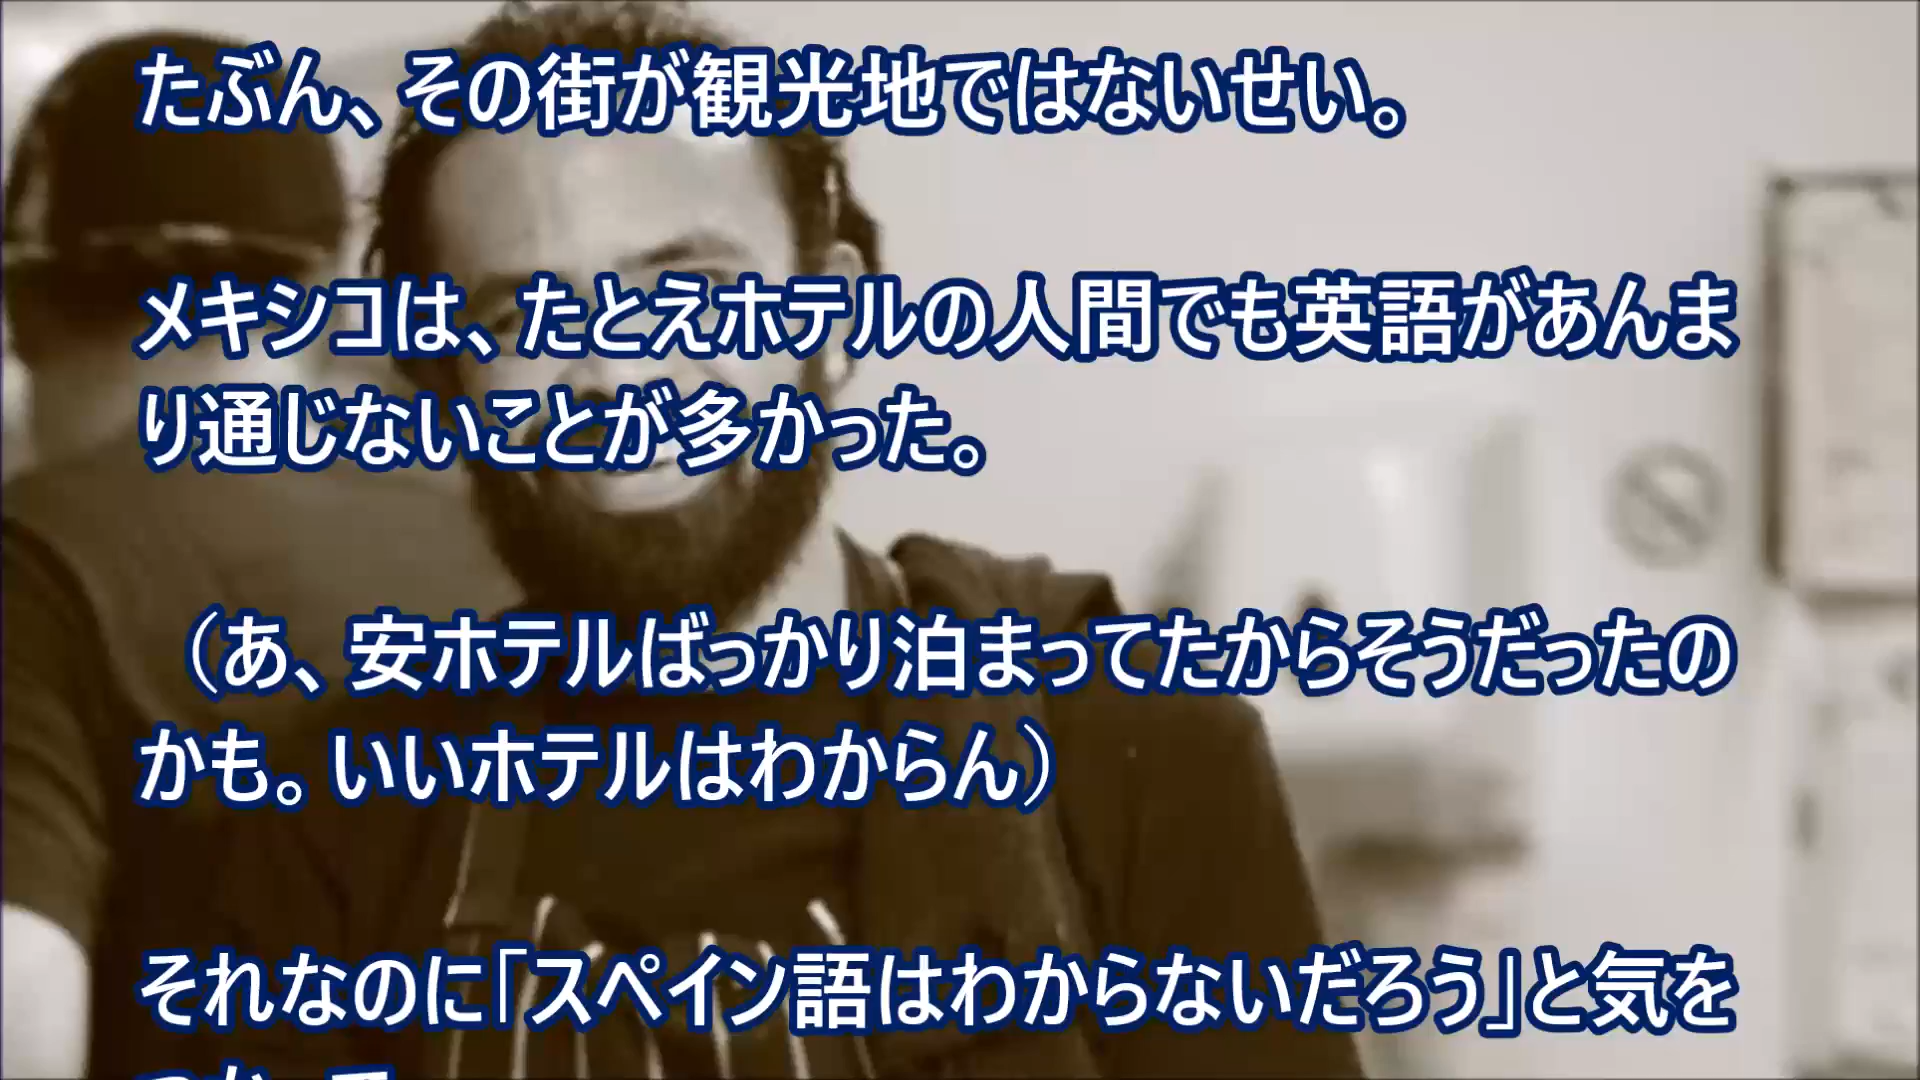 たぶん、その街が観光地ではないせい。
メキシコは、たとえホテルの人間でも英語があんま
り通じないことが多かった。
（あ、安ホテルばっかり泊まってたからそうだったの
かも。いいホテルはわからん）
それなのに「スペイン語はわからないだろう」と気を